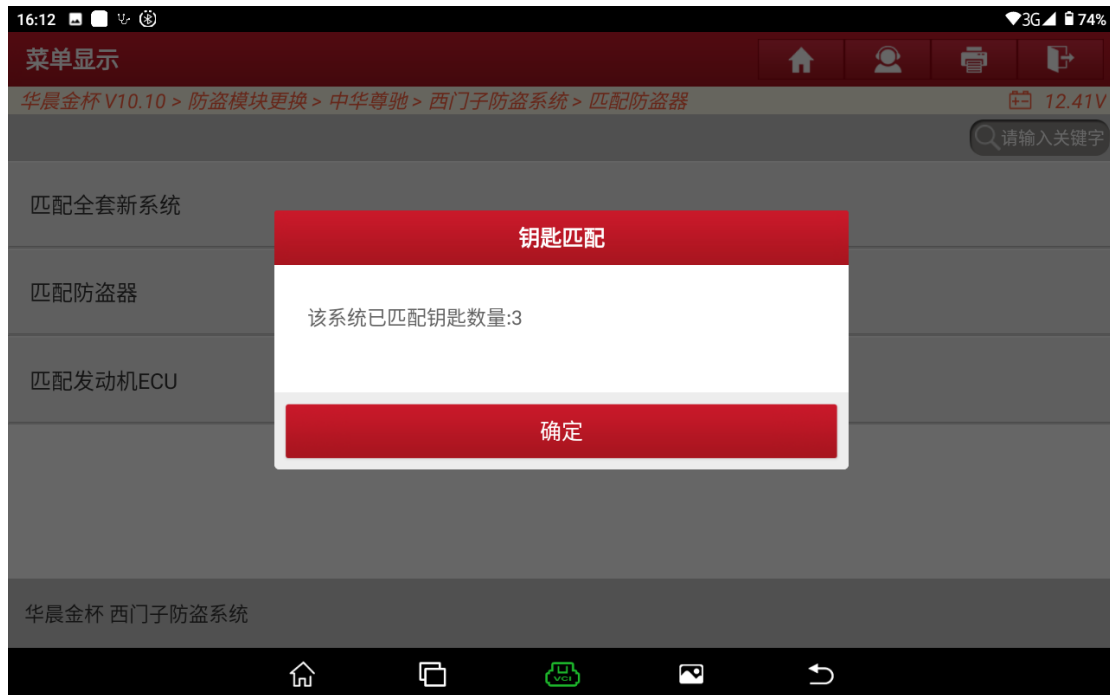 16:12 3G 74%
菜单显示
华晨金杯 V10.10 > 防盗模块更换 > 中华尊驰 > 西门子防盗系统 > 匹配防盗器 12.41V
请输入关键字
匹配全套新系统
钥匙匹配
匹配防盗器
该系统已匹配钥匙数量:3
匹配发动机ECU
确定
华晨金杯 西门子防盗系统
VCI